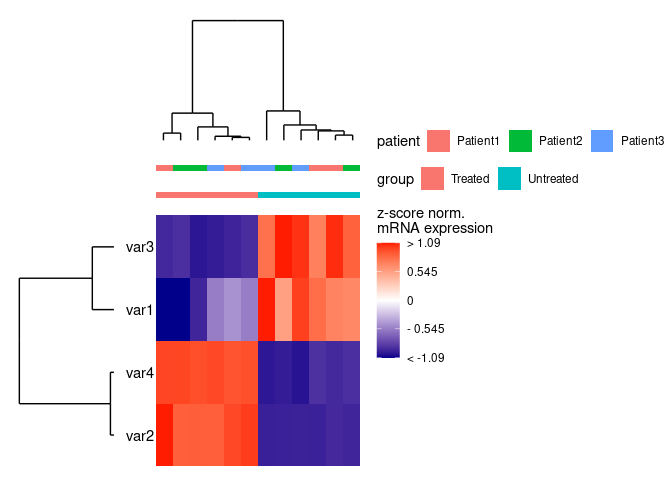 patient Patient1 Patient2 Patient3
group Treated Untreated
z-score norm.
mRNA expression
> 1.09
0.545
0
- 0.545
< -1.09
var3
var1
var4
var2